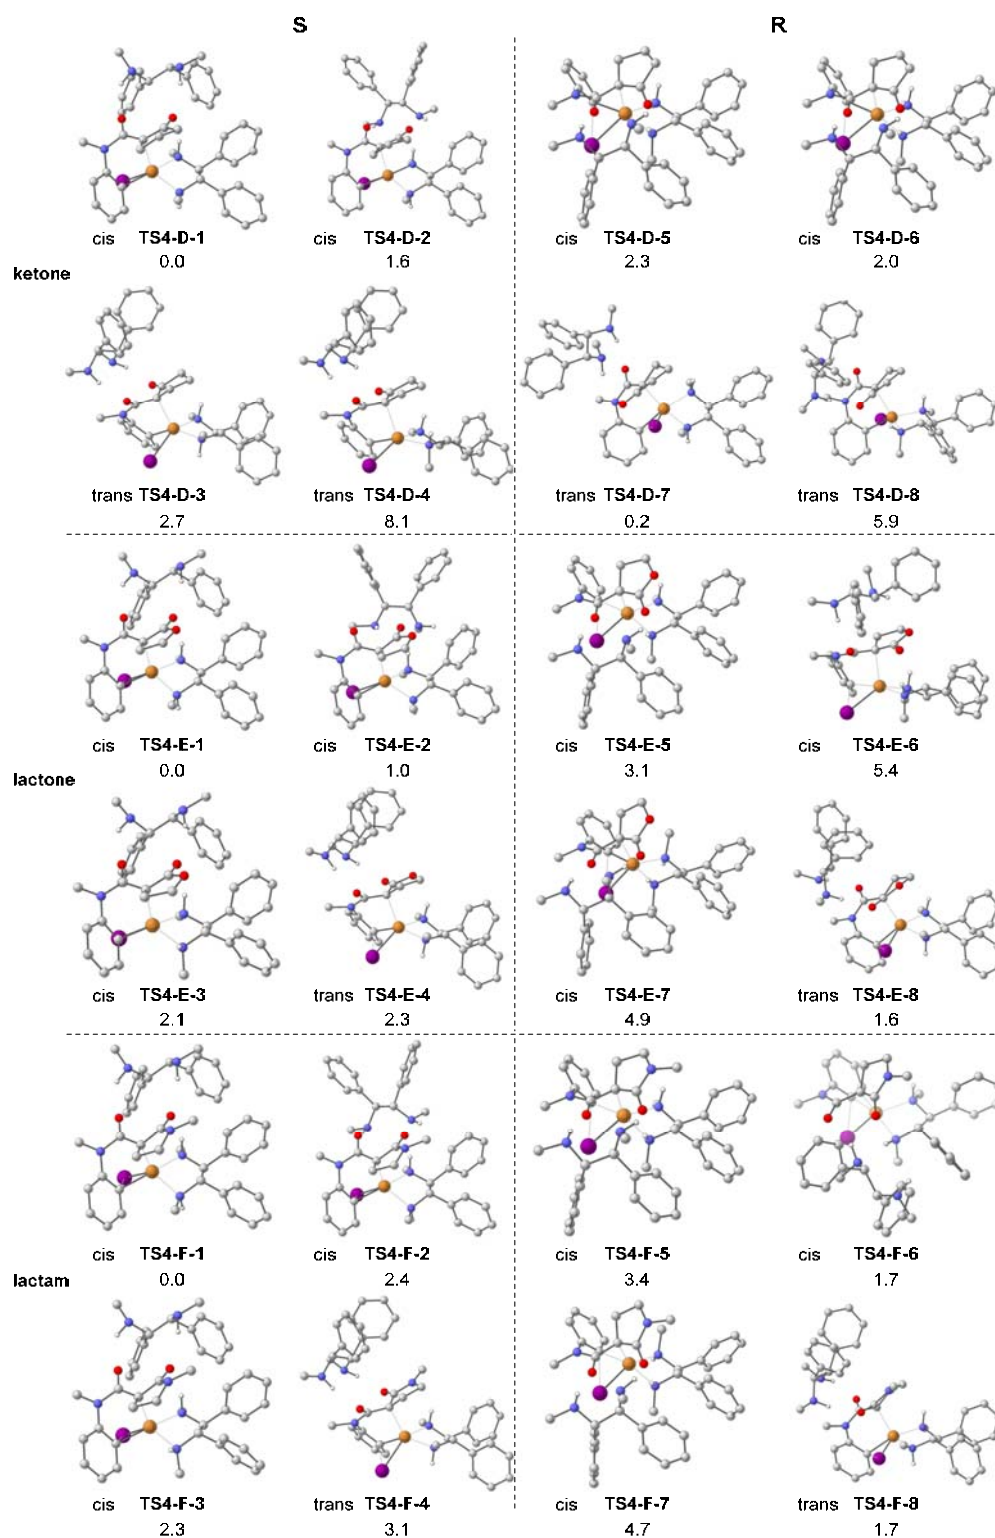 S R
cis TS4-D-1 cis TS4-D-2 cis TS4-D-5 cis TS4-D-6
0.0 1.6 2.3 2.0
ketone
trans TS4-D-3 trans TS4-D-4 trans TS4-D-7 trans TS4-D-8
2.7 8.1 0.2 5.9
cis TS4-E-1 cis TS4-E-2 cis TS4-E-5 cis TS4-E-6
0.0 1.0 3.1 5.4
lactone
cis TS4-E-3 trans TS4-E-4 cis TS4-E-7 trans TS4-E-8
2.1 2.3 4.9 1.6
cis TS4-F-1 cis TS4-F-2 cis TS4-F-5 cis TS4-F-6
0.0 2.4 3.4 1.7
lactam
cis TS4-F-3 trans TS4-F-4 cis TS4-F-7 trans TS4-F-8
2.3 3.1 4.7 1.7